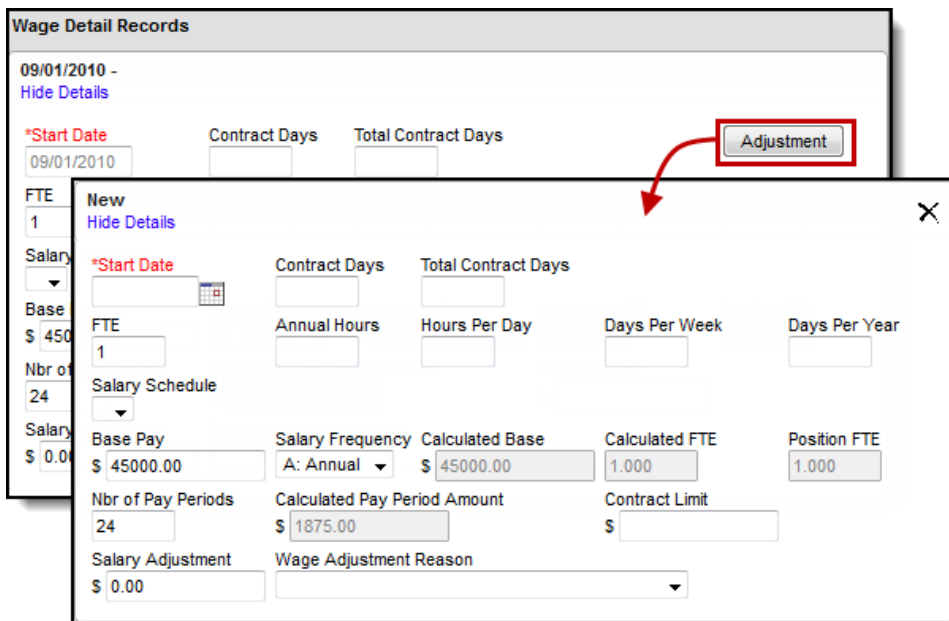 Wage Detail Records
09/01/2010 -
Hide Details
*Start Date Contract Days Total Contract Days
09/01/2010 Adjustment
FTE
1
Salary
Base
$ 450
Nbr of
24
Salary
$ 0.00
New
Hide Details
*Start Date Contract Days Total Contract Days
FTE Annual Hours Hours Per Day Days Per Week Days Per Year
1
Salary Schedule
Base Pay Salary Frequency Calculated Base Calculated FTE Position FTE
$ 45000.00 A: Annual $ 45000.00 1.000 1.000
Nbr of Pay Periods Calculated Pay Period Amount Contract Limit
24 $ 1875.00 $
Salary Adjustment Wage Adjustment Reason
$ 0.00